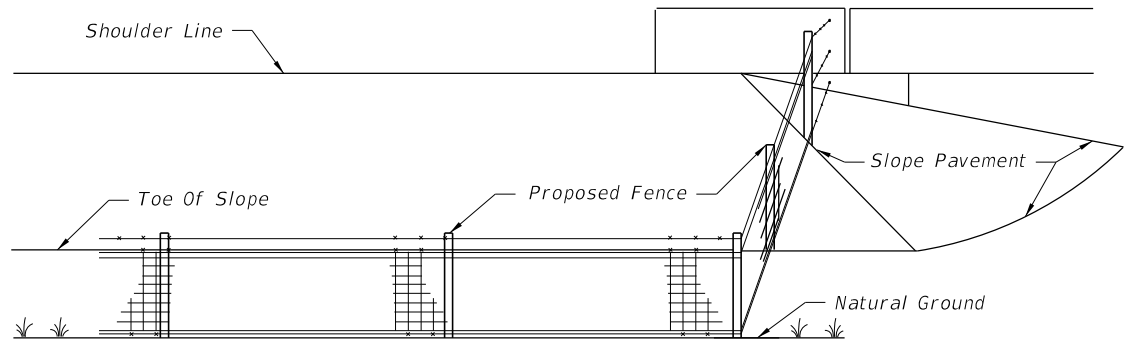 Shoulder Line
Slope Pavement
Toe Of Slope
Proposed Fence
Natural Ground